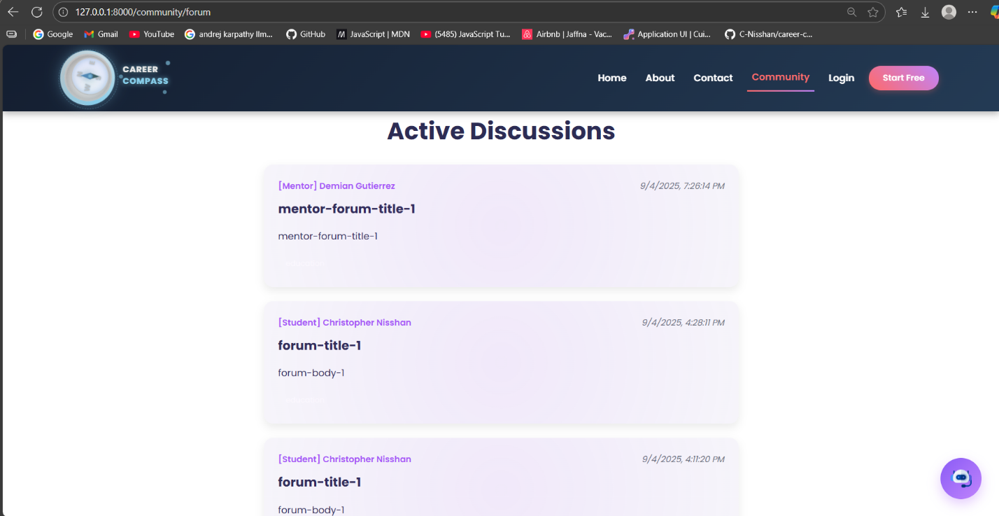 127.0.0.1:8000/community/forum
Google
Gmail
YouTube
andrej karpathy llm...
GitHub
JavaScript | MDN
(5485) JavaScript Tu...
Airbnb | Jaffna - Vac...
Application UI | Cui...
C-Nisshan/career-c...
CAREER
COMPASS
Home
About
Contact
Community
Login
Start Free
Active Discussions
[Mentor] Demian Gutierrez
9/4/2025, 7:26:14 PM
mentor-forum-title-1
mentor-forum-title-1
[Student] Christopher Nisshan
9/4/2025, 4:28:11 PM
forum-title-1
forum-body-1
[Student] Christopher Nisshan
9/4/2025, 4:11:20 PM
forum-title-1
forum-body-1